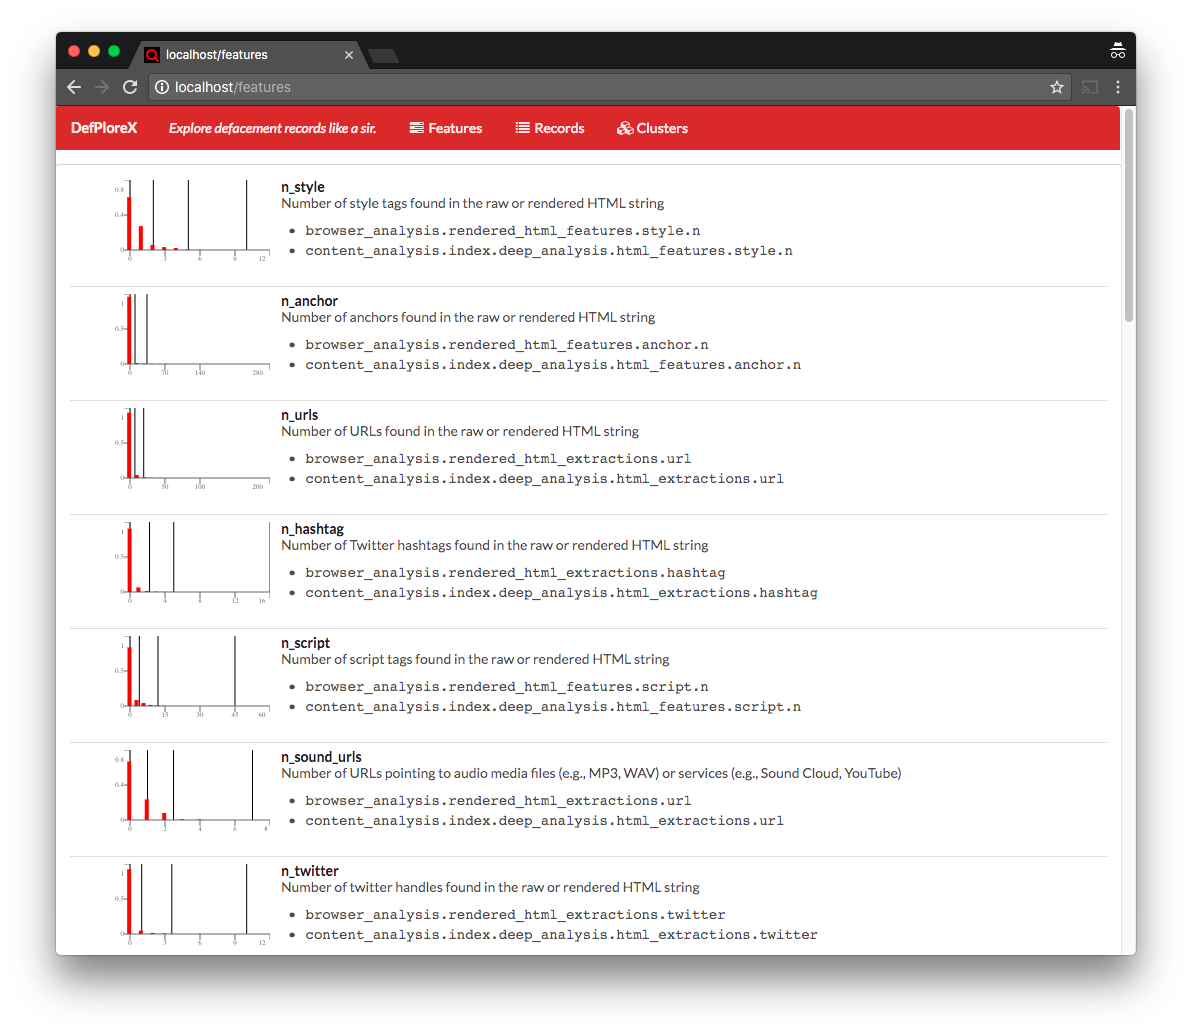 localhost/features
localhost/features
DefPloreX Explore defacement records like a sir. Features Records Clusters
n_style
Number of style tags found in the raw or rendered HTML string
browser_analysis.rendered_html_features.style.n
content_analysis.index.deep_analysis.html_features.style.n
0.8
0.4
0
0 3 6 9 12
n_anchor
Number of anchors found in the raw or rendered HTML string
browser_analysis.rendered_html_features.anchor.n
content_analysis.index.deep_analysis.html_features.anchor.n
1
0.5
0
0 70 140 280
n_urls
Number of URLs found in the raw or rendered HTML string
browser_analysis.rendered_html_extractions.url
content_analysis.index.deep_analysis.html_extractions.url
1
0.5
0
0 50 100 200
n_hashtag
Number of Twitter hashtags found in the raw or rendered HTML string
browser_analysis.rendered_html_extractions.hashtag
content_analysis.index.deep_analysis.html_extractions.hashtag
1
0.5
0
0 4 8 12 16
n_script
Number of script tags found in the raw or rendered HTML string
browser_analysis.rendered_html_features.script.n
content_analysis.index.deep_analysis.html_features.script.n
1
0.5
0
0 15 30 45 60
n_sound_urls
Number of URLs pointing to audio media files (e.g., MP3, WAV) or services (e.g., Sound Cloud, YouTube)
browser_analysis.rendered_html_extractions.url
content_analysis.index.deep_analysis.html_extractions.url
0.8
0.4
0
0 2 4 6 8
n_twitter
Number of twitter handles found in the raw or rendered HTML string
browser_analysis.rendered_html_extractions.twitter
content_analysis.index.deep_analysis.html_extractions.twitter
1
0.5
0
0 3 6 9 12